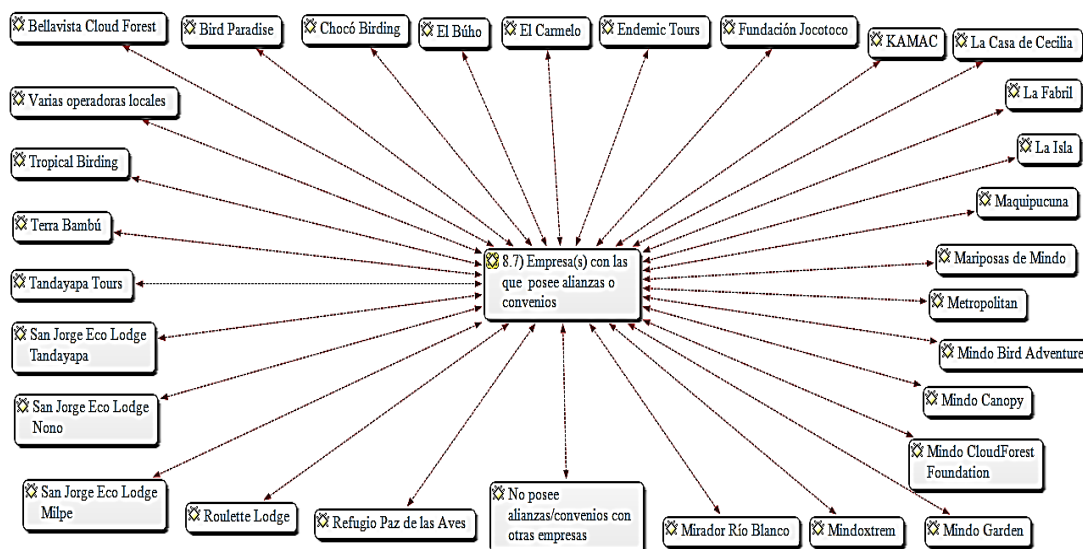 Bellavista Cloud Forest
Bird Paradise
Chocó Birding
El Búho
El Carmelo
Endemic Tours
Fundación Jocotoco
KAMAC
La Casa de Cecilia
Varias operadoras locales
La Fabril
Tropical Birding
La Isla
Maquipucuna
Terra Bambú
8.7) Empresa(s) con las
que posee alianzas o
convenios
Mariposas de Mindo
Tandayapa Tours
Metropolitan
San Jorge Eco Lodge
Tandayapa
Mindo Bird Adventure
San Jorge Eco Lodge
Nono
Mindo Canopy
Mindo CloudForest
Foundation
San Jorge Eco Lodge
Milpe
Roulette Lodge
Refugio Paz de las Aves
No posee
alianzas/convenios con
otras empresas
Mirador Río Blanco
Mindoxtrem
Mindo Garden